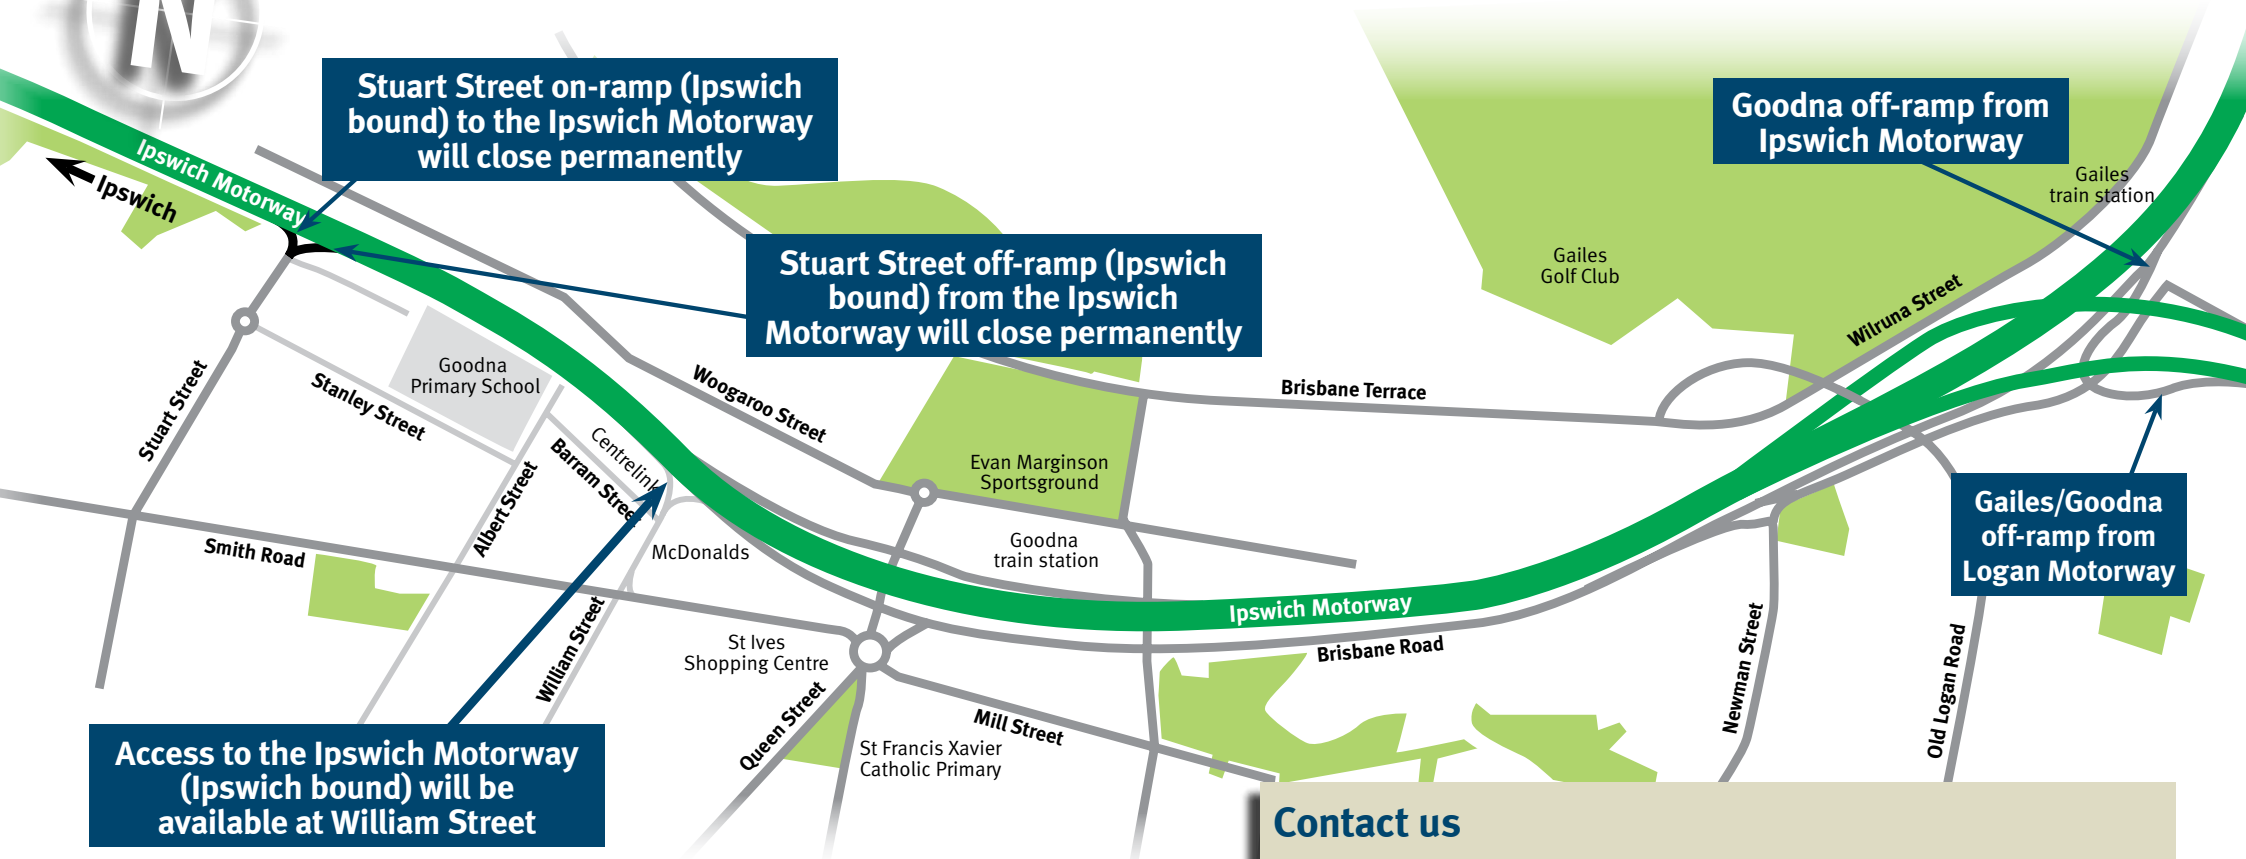 N
Stuart Street on-ramp (Ipswich
bound) to the Ipswich Motorway
will close permanently
Goodna off-ramp from
Ipswich Motorway
Ipswich Motorway
Ipswich
Gailes
train station
Stuart Street off-ramp (Ipswich
bound) from the Ipswich
Motorway will close permanently
Gailes
Golf Club
Wilruna Street
Goodna
Primary School
Stuart Street
Stanley Street
Woogaroo Street
Brisbane Terrace
Centrelink
Barram Street
Albert Street
Evan Marginson
Sportsground
Gailes/Goodna
off-ramp from
Logan Motorway
Smith Road
McDonalds
Goodna
train station
Ipswich Motorway
William Street
St Ives
Shopping Centre
Brisbane Road
Newman Street
Old Logan Road
Queen Street
Mill Street
St Francis Xavier
Catholic Primary
Access to the Ipswich Motorway
(Ipswich bound) will be
available at William Street
Contact us